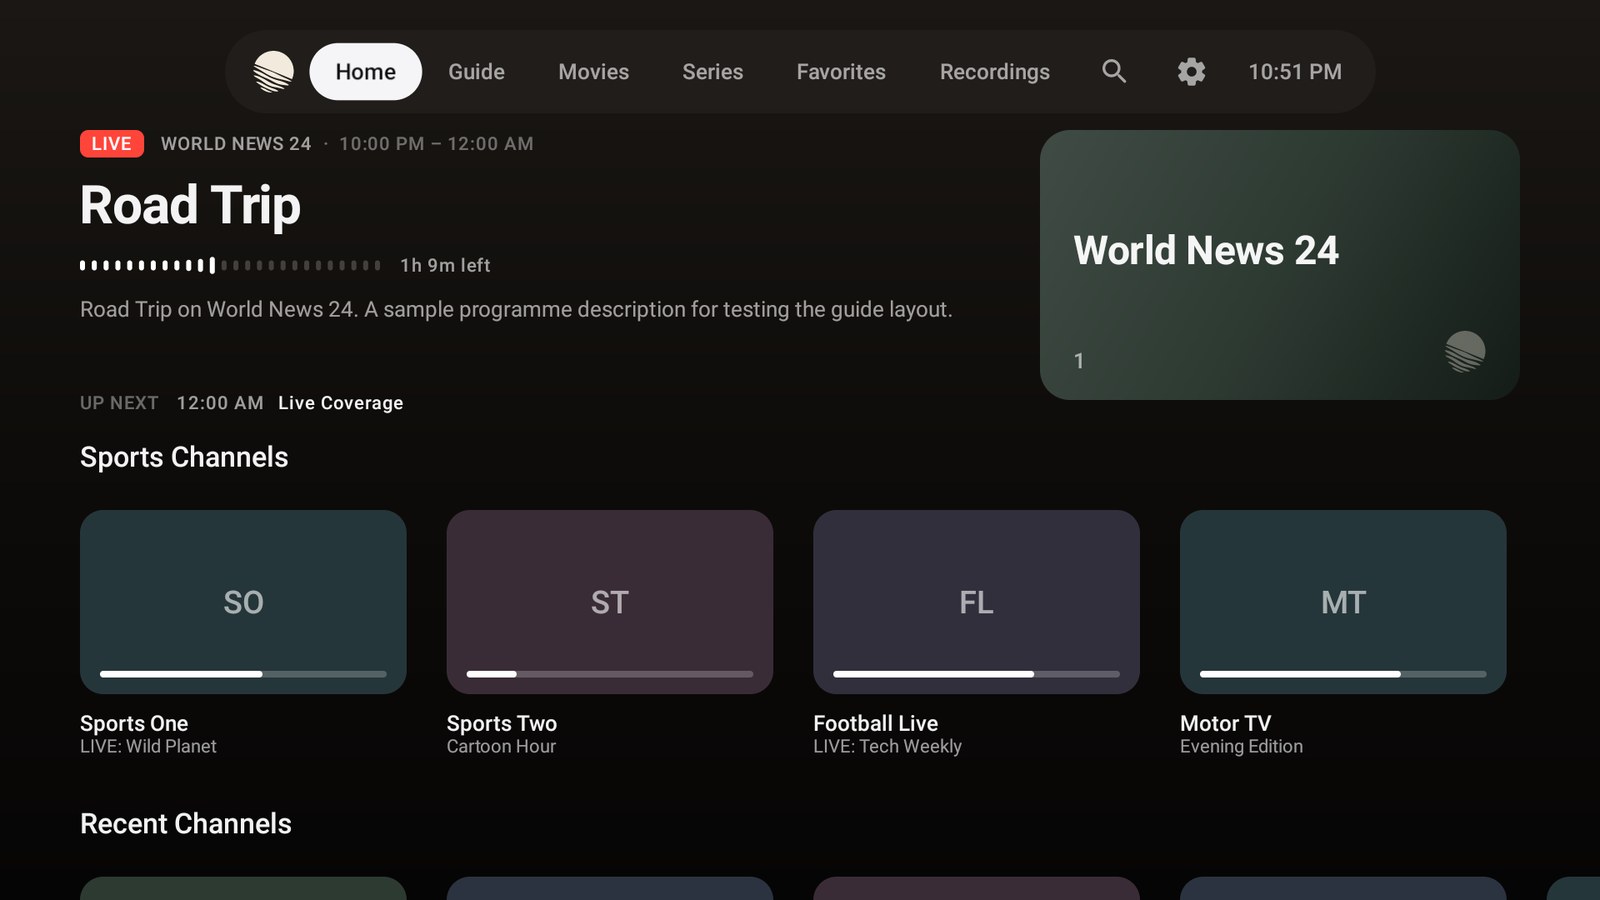 Home Guide Movies Series Favorites Recordings 10:51 PM
LIVE WORLD NEWS 24 · 10:00 PM – 12:00 AM
Road Trip
1h 9m left
Road Trip on World News 24. A sample programme description for testing the guide layout.
UP NEXT 12:00 AM Live Coverage
World News 24
1
Sports Channels
SO
ST
FL
MT
Sports One
LIVE: Wild Planet
Sports Two
Cartoon Hour
Football Live
LIVE: Tech Weekly
Motor TV
Evening Edition
Recent Channels